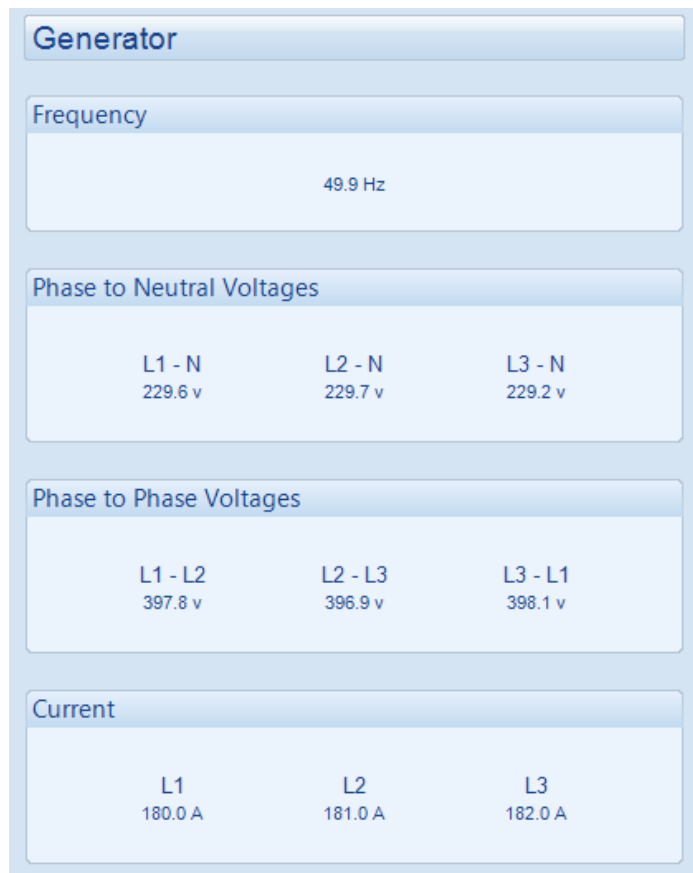 Generator
Frequency
49.9 Hz
Phase to Neutral Voltages
L1 - N L2 - N L3 - N
229.6 v 229.7 v 229.2 v
Phase to Phase Voltages
L1 - L2 L2 - L3 L3 - L1
397.8 v 396.9 v 398.1 v
Current
L1 L2 L3
180.0 A 181.0 A 182.0 A